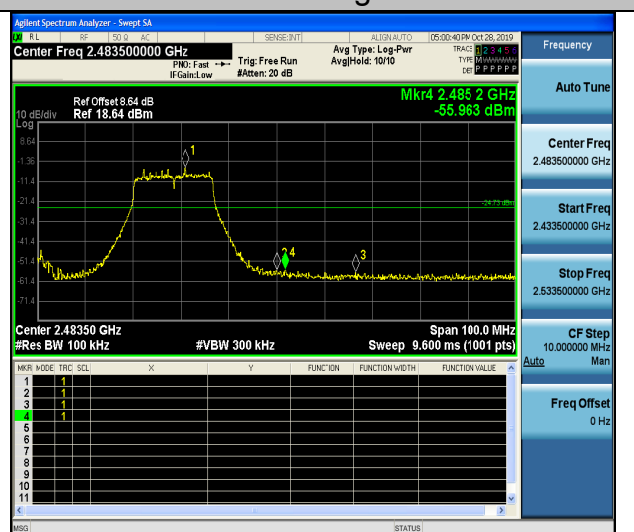 Agilent Spectrum Analyzer - Swept SA
RL RF 50 Ω AC SENSE:INT ALIGN AUTO 05:00:40 PM Oct 28, 2019
Center Freq 2.483500000 GHz
PNO: Fast
IFGain:Low
Trig: Free Run
#Atten: 20 dB
Avg Type: Log-Pwr
Avg|Hold: 10/10
TRACE 1 2 3 4 5 6
TYPE M
DET P P P P P P
Mkr4 2.485 2 GHz
-55.963 dBm
Ref Offset 8.64 dB
10 dB/div Ref 18.64 dBm
Log
8.64
-1.36
-11.4
-21.4
-31.4
-41.4
-51.4
-61.4
-71.4
1
-24.73 dBm
2 4
3
Center 2.48350 GHz Span 100.0 MHz
#Res BW 100 kHz #VBW 300 kHz Sweep 9.600 ms (1001 pts)
MKR MODE TRC SCL X Y FUNCTION FUNCTION WIDTH FUNCTION VALUE
1 1
2 1
3 1
4 1
5
6
7
8
9
10
11
MSG STATUS
Frequency
Auto Tune
Center Freq
2.483500000 GHz
Start Freq
2.433500000 GHz
Stop Freq
2.533500000 GHz
CF Step
10.000000 MHz
Auto Man
Freq Offset
0 Hz